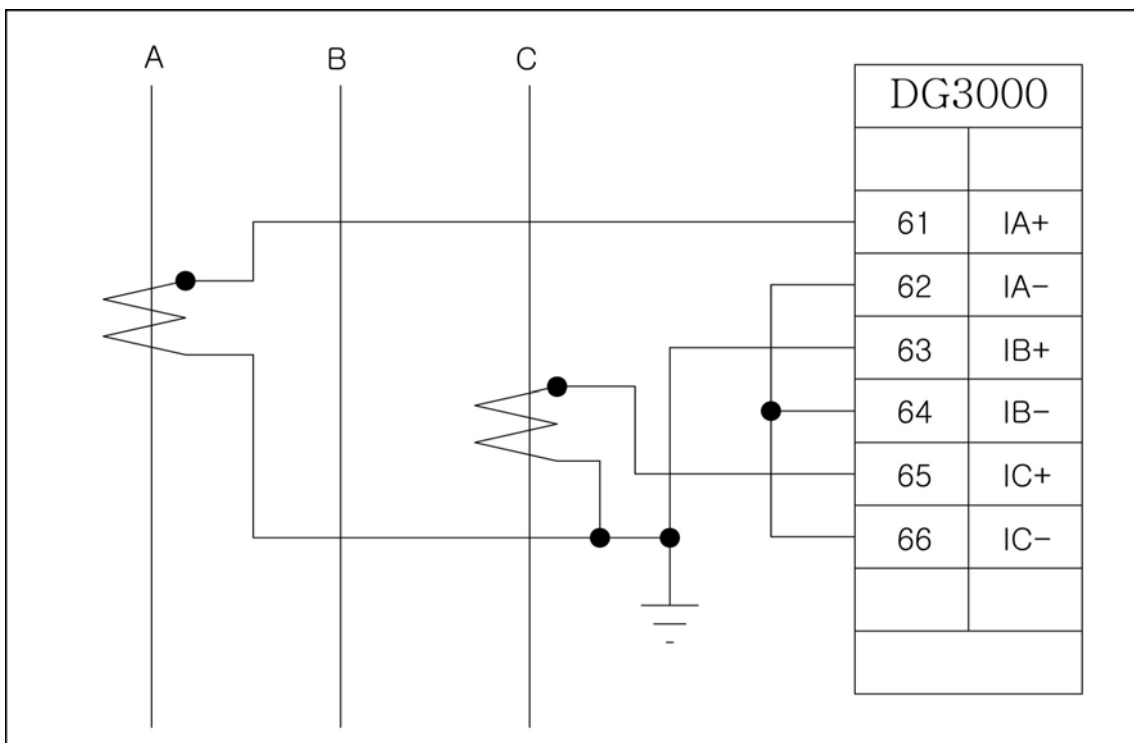 A B C
DG3000
61 IA+
62 IA-
63 IB+
64 IB-
65 IC+
66 IC-